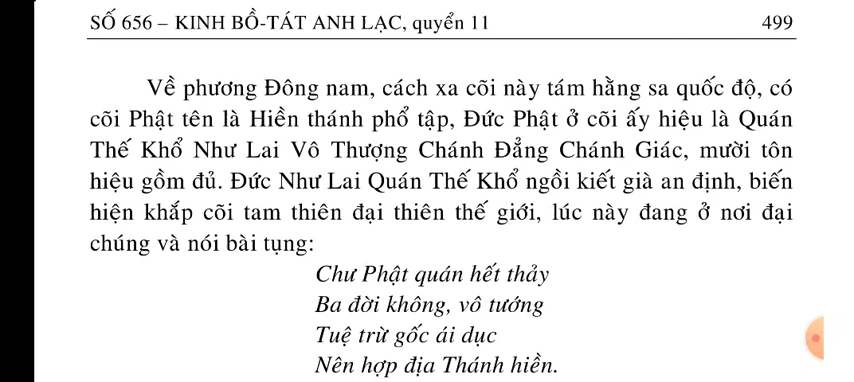 SỐ 656 – KINH BỒ-TÁT ANH LẠC, quyển 11 499
Về phương Đông nam, cách xa cõi này tám hằng sa quốc độ, có
cõi Phật tên là Hiền thánh phổ tập, Đức Phật ở cõi ấy hiệu là Quán
Thế Khổ Như Lai Vô Thượng Chánh Đẳng Chánh Giác, mười tôn
hiệu gồm đủ. Đức Như Lai Quán Thế Khổ ngồi kiết già an định, biến
hiện khắp cõi tam thiên đại thiên thế giới, lúc này đang ở nơi đại
chúng và nói bài tụng:
Chư Phật quán hết thảy
Ba đời không, vô tướng
Tuệ trừ gốc ái dục
Nên hợp địa Thánh hiền.